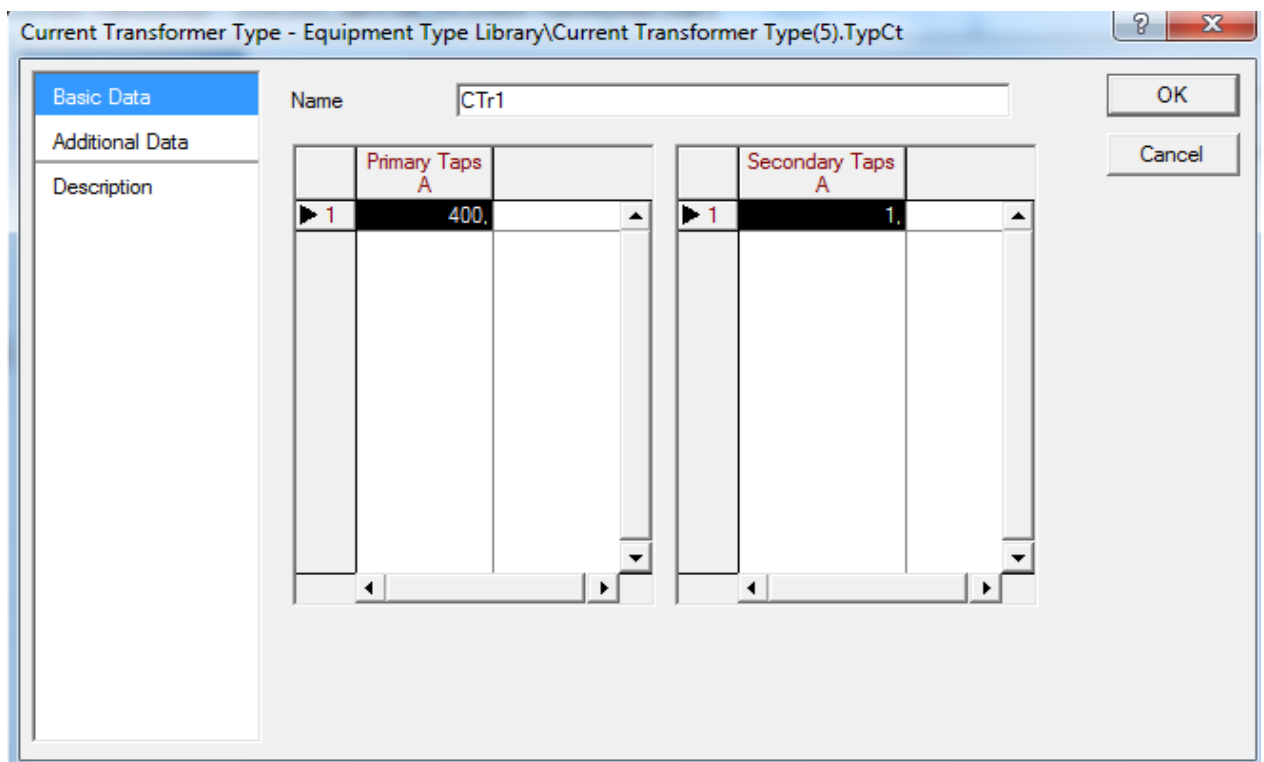 Current Transformer Type - Equipment Type Library\Current Transformer Type(5).TypCt
Basic Data
Additional Data
Description
Name CTr1
Primary Taps
A
1 400,
Secondary Taps
A
1 1,
OK
Cancel